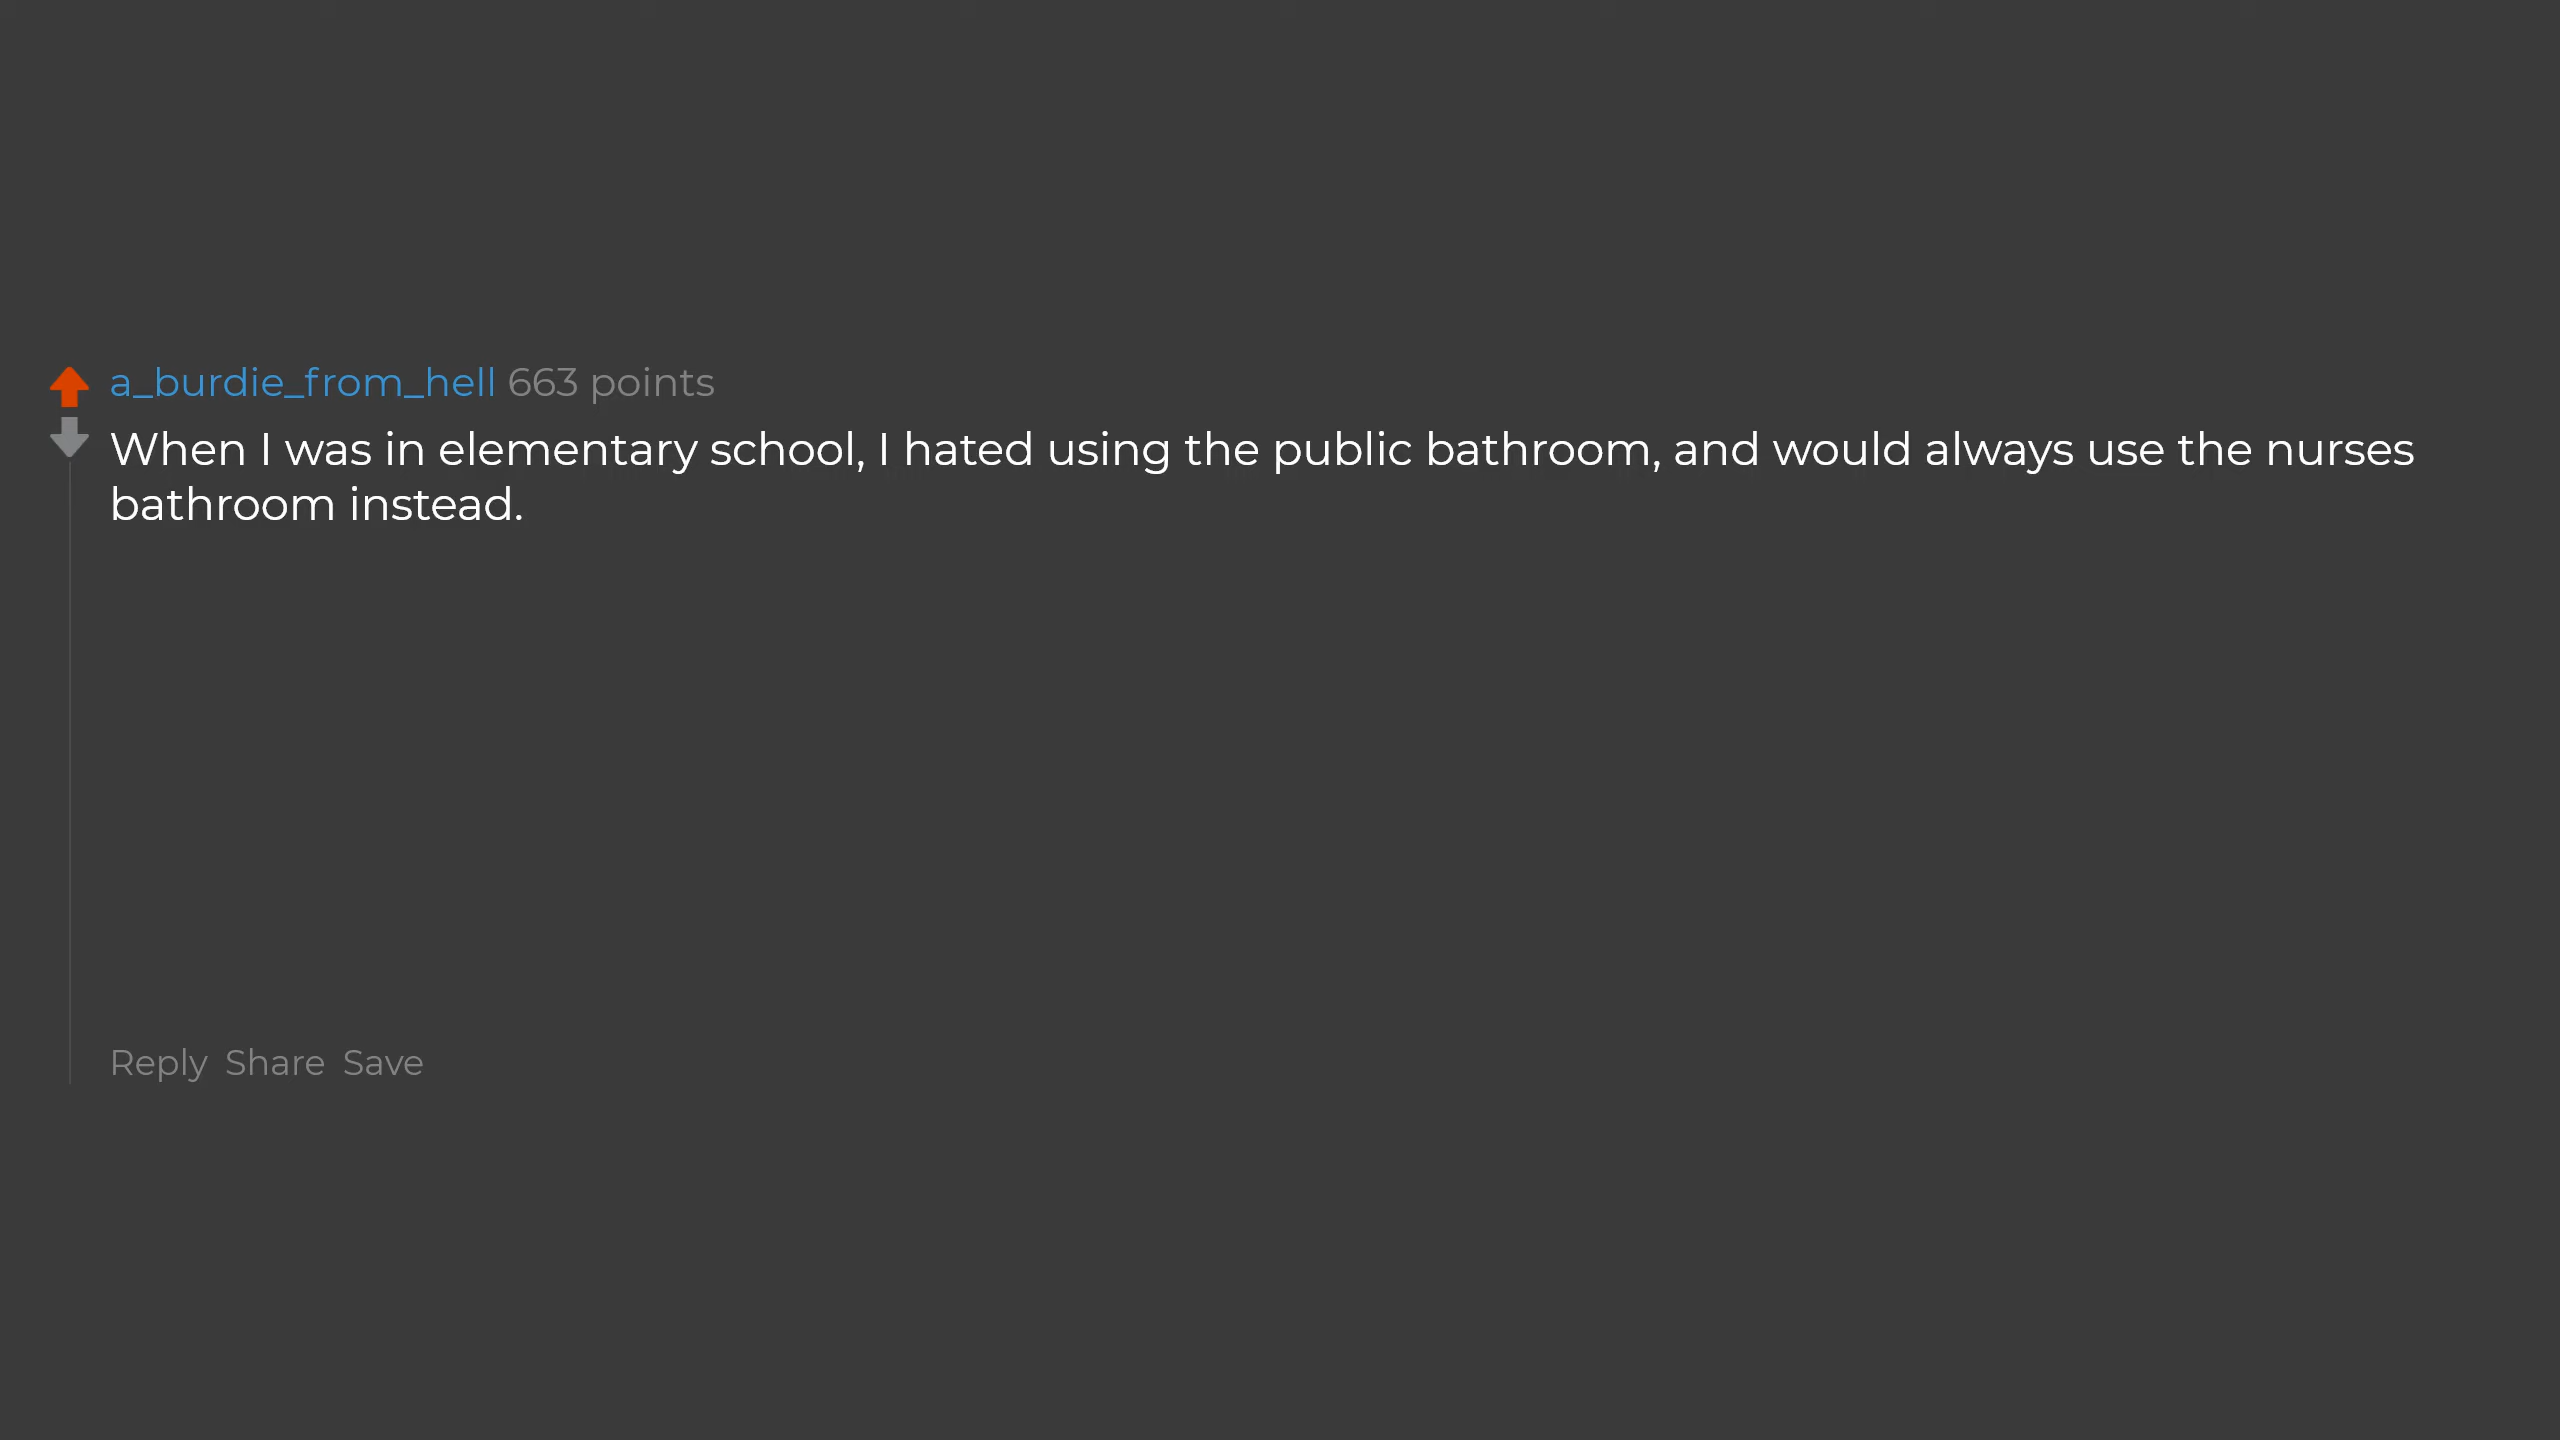 a_burdie_from_hell 663 points
When I was in elementary school, I hated using the public bathroom, and would always use the nurses
bathroom instead.
Reply Share Save